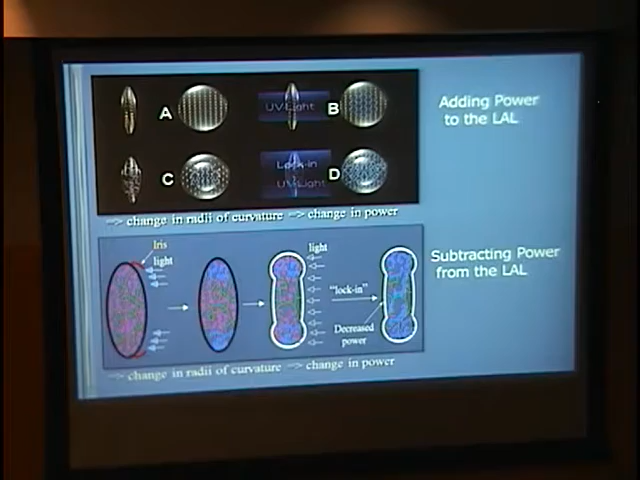 A
UV-Light
B
C
Lock-in
UV-Light
D
Adding Power
to the LAL
--> change in radii of curvature --> change in power
Iris
light
light
"lock-in"
Decreased
power
Subtracting Power
from the LAL
--> change in radii of curvature --> change in power